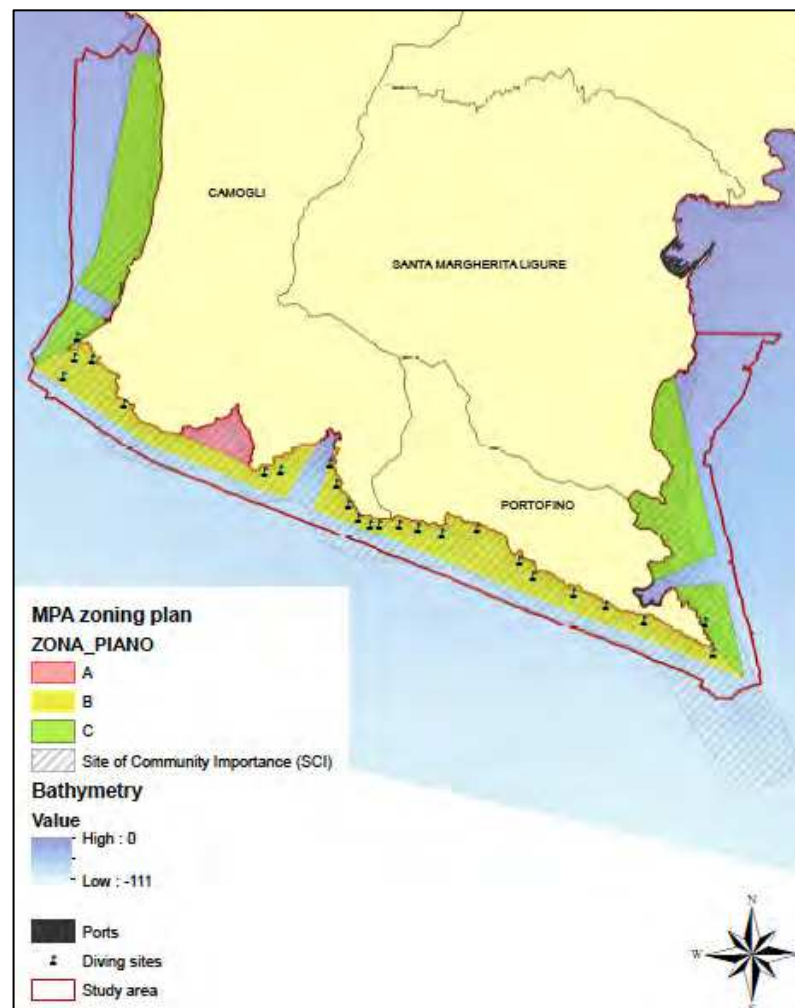 CAMOGLI
SANTA MARGHERITA LIGURE
PORTOFINO
MPA zoning plan
ZONA_PIANO
A
B
C
Site of Community Importance (SCI)
Bathymetry
Value
High : 0
Low : -111
Ports
Diving sites
Study area
N
W
E
S